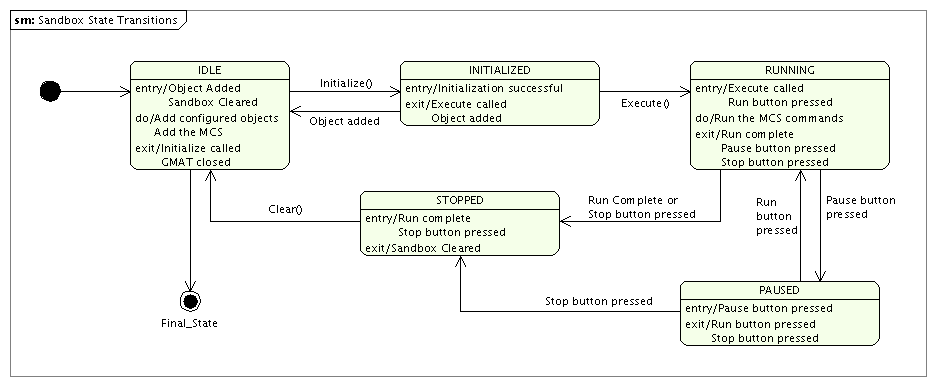 sm: Sandbox State Transitions
IDLE
entry/Object Added
Sandbox Cleared
do/Add configured objects
Add the MCS
exit/Initialize called
GMAT closed
Initialize()
Object added
INITIALIZED
entry/Initialization successful
exit/Execute called
Object added
Execute()
RUNNING
entry/Execute called
Run button pressed
do/Run the MCS commands
exit/Run complete
Pause button pressed
Stop button pressed
Clear()
STOPPED
entry/Run complete
Stop button pressed
exit/Sandbox Cleared
Run Complete or
Stop button pressed
Run
button
pressed
Pause button
pressed
Stop button pressed
PAUSED
entry/Pause button pressed
exit/Run button pressed
Stop button pressed
Final_State